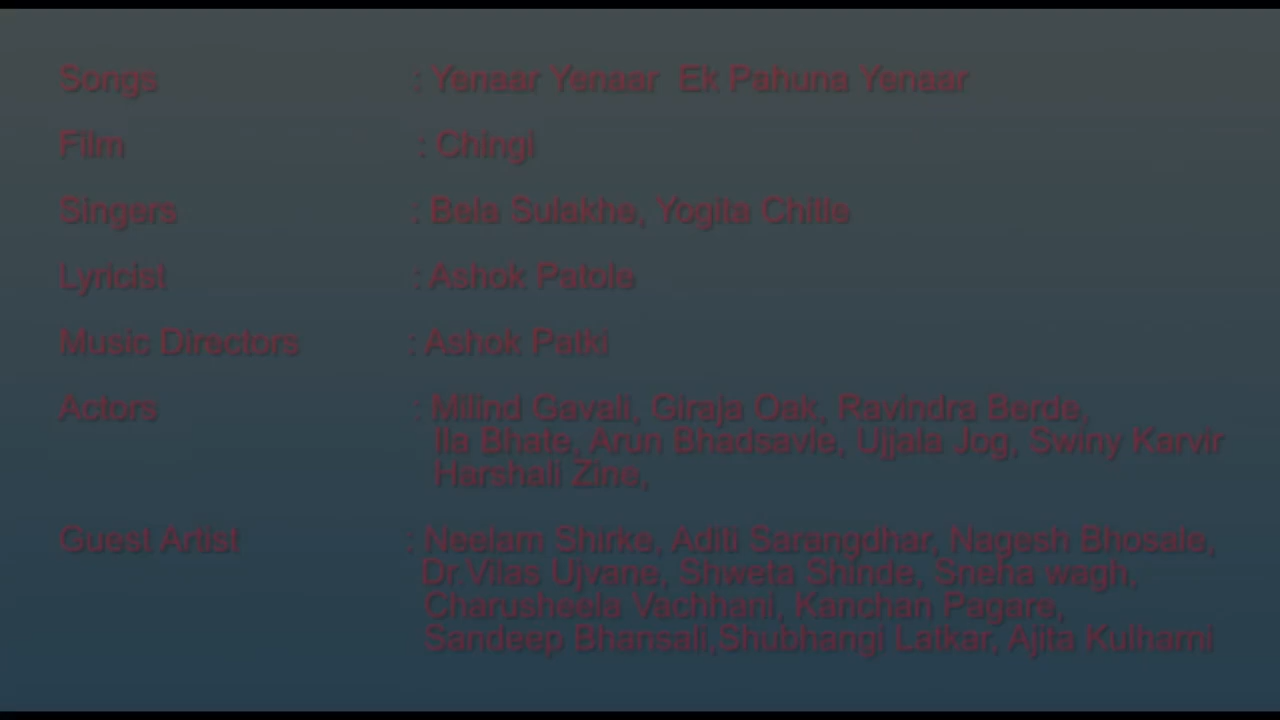 Songs : Yenaar Yenaar Ek Pahuna Yenaar
Film : Chingi
Singers : Bela Sulakhe, Yogita Chitle
Lyricist : Ashok Patole
Music Directors : Ashok Patki
Actors : Milind Gavali, Giraja Oak, Ravindra Berde,
Ila Bhate, Arun Bhadsavle, Ujjala Jog, Swiny Karvir
Harshali Zine,
Guest Artist : Neelam Shirke, Aditi Sarangdhar, Nagesh Bhosale,
Dr.Vilas Ujvane, Shweta Shinde, Sneha wagh,
Charusheela Vachhani, Kanchan Pagare,
Sandeep Bhansali,Shubhangi Latkar, Ajita Kulharni